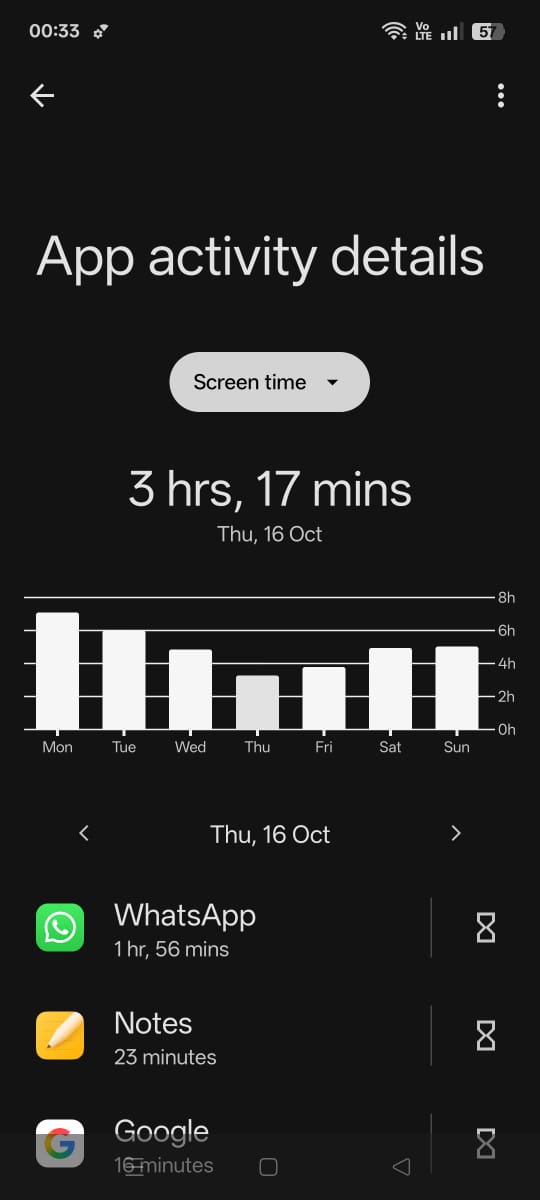 00:33
Vo
LTE
57
App activity details
Screen time
3 hrs, 17 mins
Thu, 16 Oct
8h
6h
4h
2h
0h
Mon Tue Wed Thu Fri Sat Sun
Thu, 16 Oct
WhatsApp
1 hr, 56 mins
Notes
23 minutes
Google
16 minutes